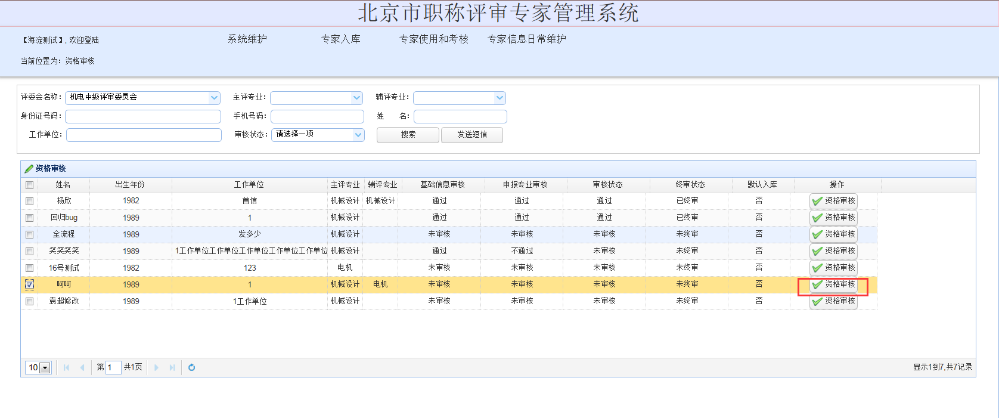 北京市职称评审专家管理系统
【海淀测试】, 欢迎登陆 系统维护 专家入库 专家使用和考核 专家信息日常维护
当前位置为: 资格审核
评委会名称: 机电中级评审委员会 主评专业: 辅评专业:
身份证号码: 手机号码: 姓 名:
工作单位: 审核状态: 请选择一项 搜索 发送短信
资格审核
姓名 出生年份 工作单位 主评专业 辅评专业 基础信息审核 申报专业审核 审核状态 终审状态 默认入库 操作
杨欣 1982 首信 机械设计 机械设计 通过 通过 通过 已终审 否 资格审核
回归bug 1989 1 机械设计 通过 通过 通过 已终审 否 资格审核
全流程 1989 发多少 机械设计 未审核 未审核 未审核 未终审 否 资格审核
笑笑笑笑 1989 1工作单位工作单位工作单位工作单位工作单位 机械设计 通过 不通过 未审核 未终审 否 资格审核
16号测试 1982 123 电机 未审核 未审核 未审核 未终审 否 资格审核
呵呵 1989 1 机械设计 电机 未审核 未审核 未审核 未终审 否 资格审核
袁超修改 1989 1工作单位 机械设计 未审核 未审核 未审核 未终审 否 资格审核
10 第 1 共1页 显示1到7,共7记录